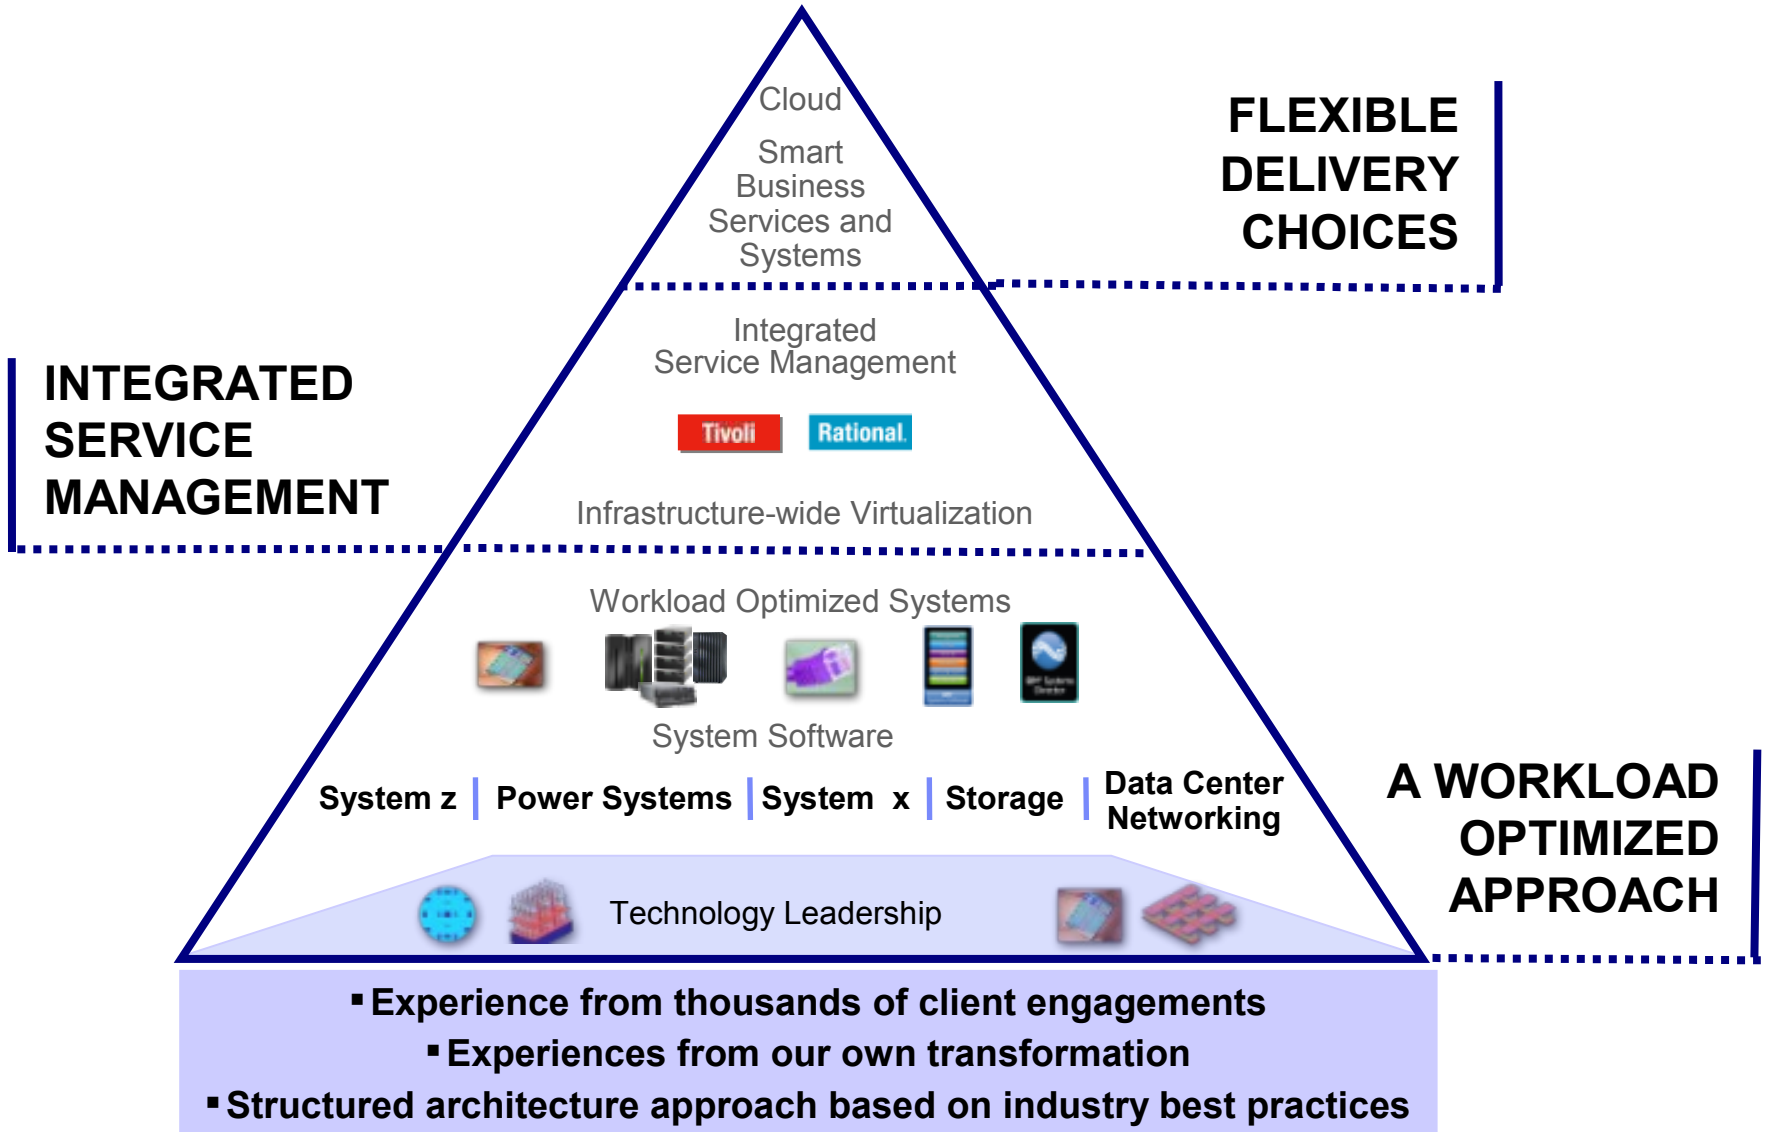 Cloud
Smart
Business
Services and
Systems
FLEXIBLE
DELIVERY
CHOICES
Integrated
Service Management
INTEGRATED
SERVICE
MANAGEMENT
Tivoli
Rational.
Infrastructure-wide Virtualization
Workload Optimized Systems
System Software
System z | Power Systems | System x | Storage | Data Center
Networking
A WORKLOAD
OPTIMIZED
APPROACH
Technology Leadership
▪ Experience from thousands of client engagements
▪ Experiences from our own transformation
▪ Structured architecture approach based on industry best practices